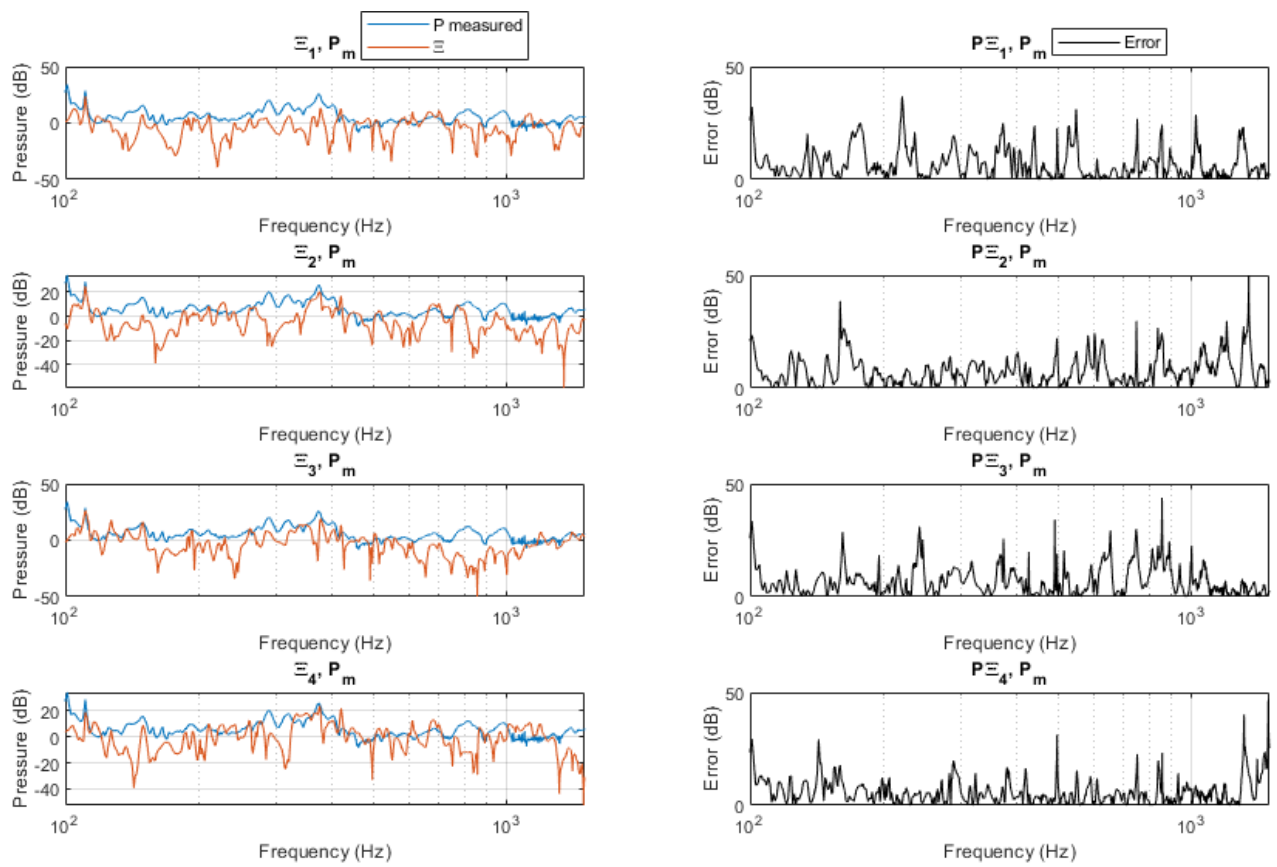 P measured
Ξ
Ξ1, Pm
50
0
-50
Pressure (dB)
10^2
10^3
Frequency (Hz)
Error
PΞ1, Pm
50
0
Error (dB)
10^2
10^3
Frequency (Hz)
Ξ2, Pm
20
0
-20
-40
Pressure (dB)
10^2
10^3
Frequency (Hz)
PΞ2, Pm
50
0
Error (dB)
10^2
10^3
Frequency (Hz)
Ξ3, Pm
50
0
-50
Pressure (dB)
10^2
10^3
Frequency (Hz)
PΞ3, Pm
50
0
Error (dB)
10^2
10^3
Frequency (Hz)
Ξ4, Pm
20
0
-20
-40
Pressure (dB)
10^2
10^3
Frequency (Hz)
PΞ4, Pm
50
0
Error (dB)
10^2
10^3
Frequency (Hz)